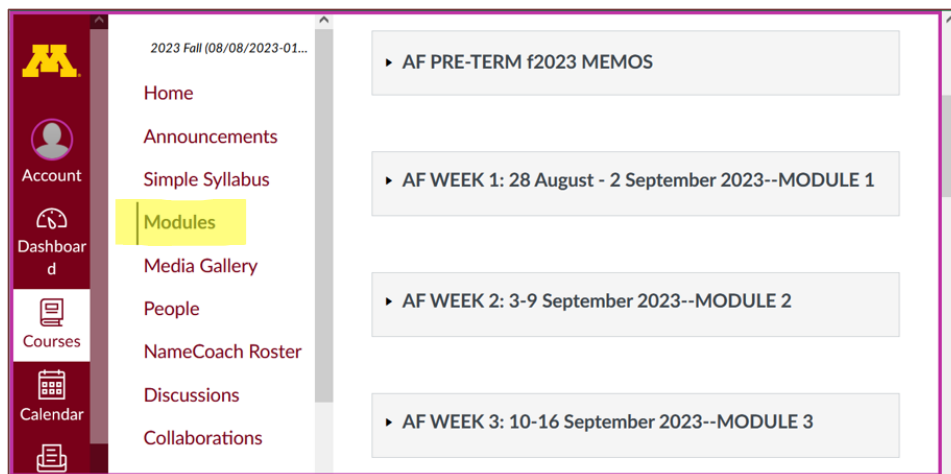 M
Account
Dashboar
d
Courses
Calendar
2023 Fall (08/08/2023-01...
Home
Announcements
Simple Syllabus
Modules
Media Gallery
People
NameCoach Roster
Discussions
Collaborations
AF PRE-TERM f2023 MEMOS
AF WEEK 1: 28 August - 2 September 2023--MODULE 1
AF WEEK 2: 3-9 September 2023--MODULE 2
AF WEEK 3: 10-16 September 2023--MODULE 3